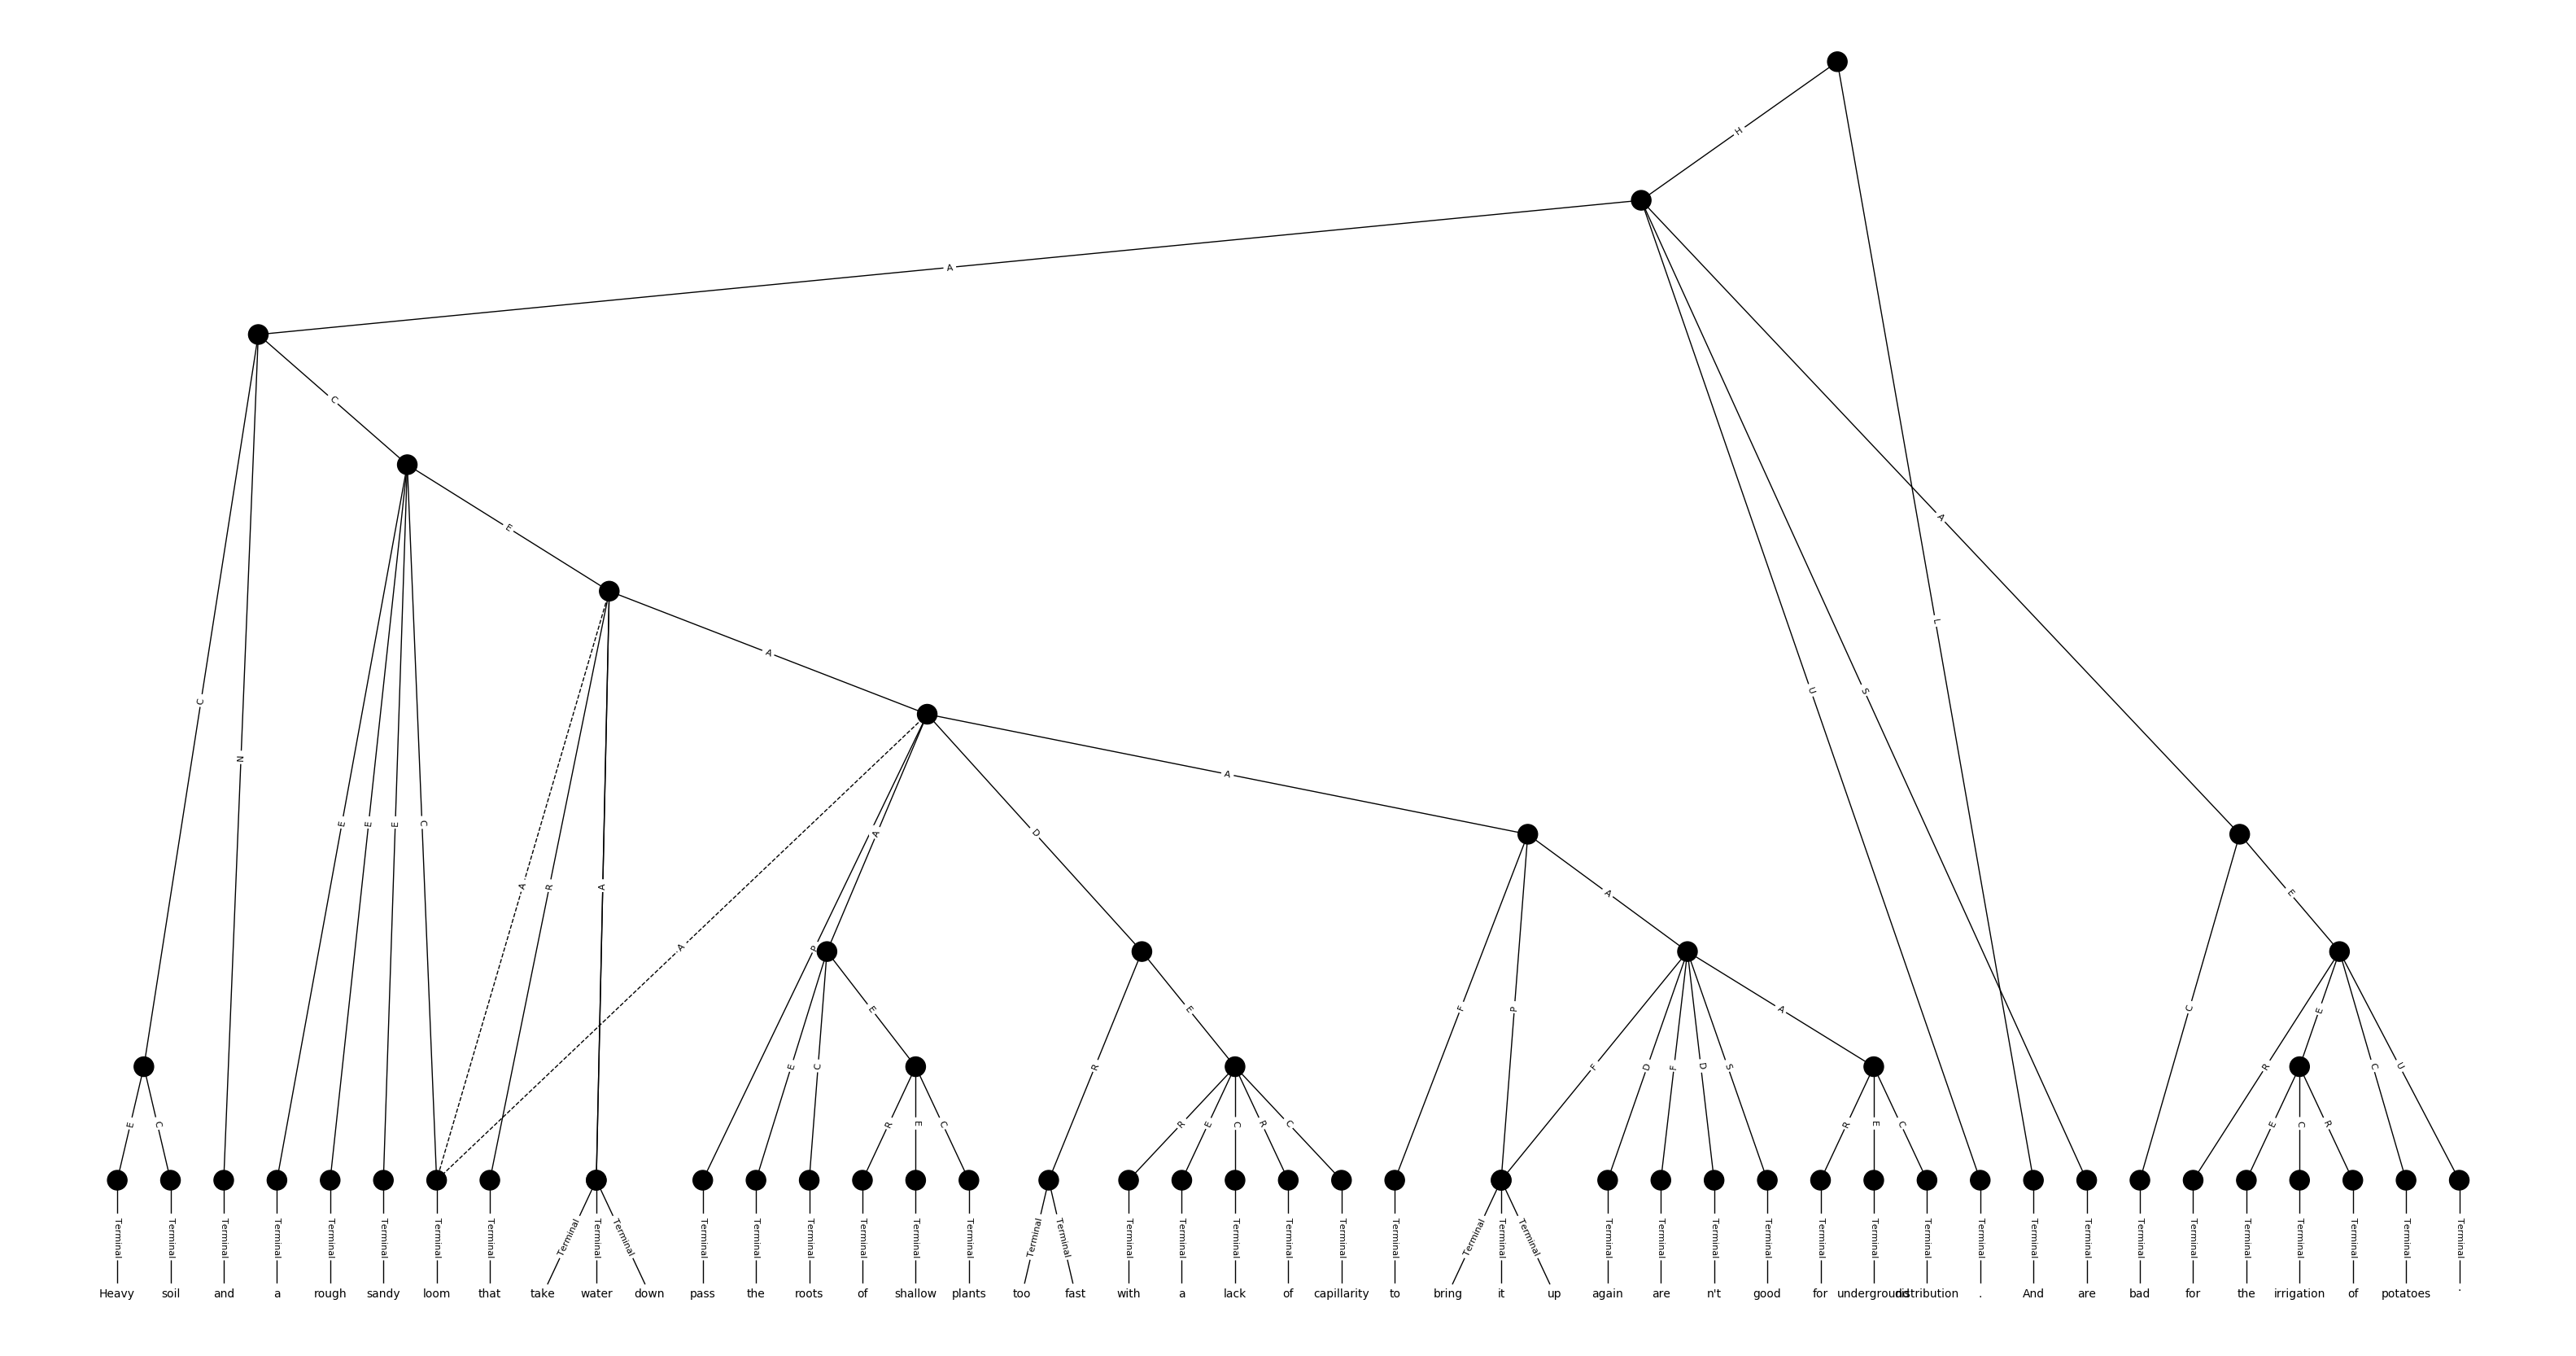 H
A
C
E
A
L
U
S
A
C
N
A
D
A
E
E
E
C
A
R
A
A
A
P
E
F
P
A
C
E
E
C
E
R
E
C
E
R
E
C
R
E
C
R
C
F
D
F
D
S
R
E
C
R
E
C
U
E
C
R
Terminal Terminal Terminal Terminal Terminal Terminal Terminal Terminal Terminal Terminal Terminal Terminal Terminal Terminal Terminal Terminal Terminal Terminal Terminal Terminal Terminal Terminal Terminal Terminal Terminal Terminal Terminal Terminal Terminal Terminal Terminal Terminal Terminal Terminal Terminal Terminal Terminal Terminal Terminal Terminal Terminal Terminal Terminal Terminal Terminal
Heavy soil and a rough sandy loom that take water down pass the roots of shallow plants too fast with a lack of capillarity to bring it up again are n't good for underground distribution . And are bad for the irrigation of potatoes .